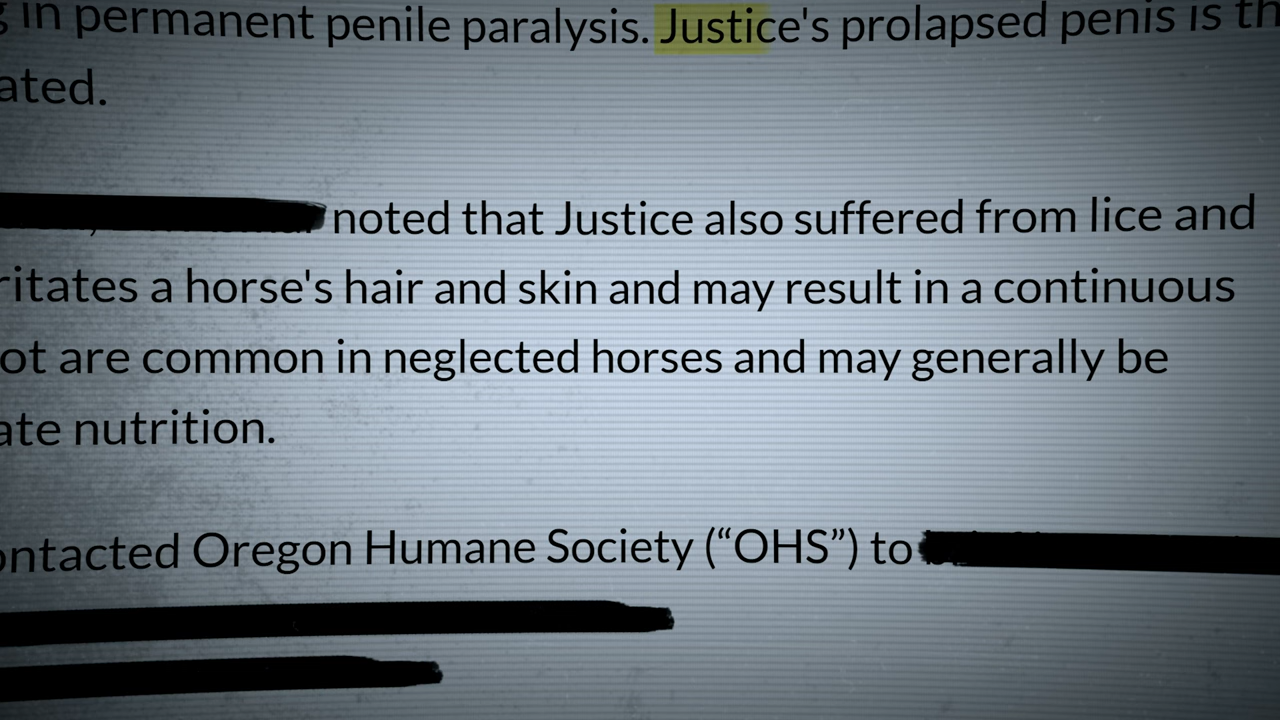 in permanent penile paralysis. Justice's prolapsed penis is
ated.
noted that Justice also suffered from lice and
ritates a horse's hair and skin and may result in a continuous
ot are common in neglected horses and may generally be
ate nutrition.
ontacted Oregon Humane Society (“OHS”) to